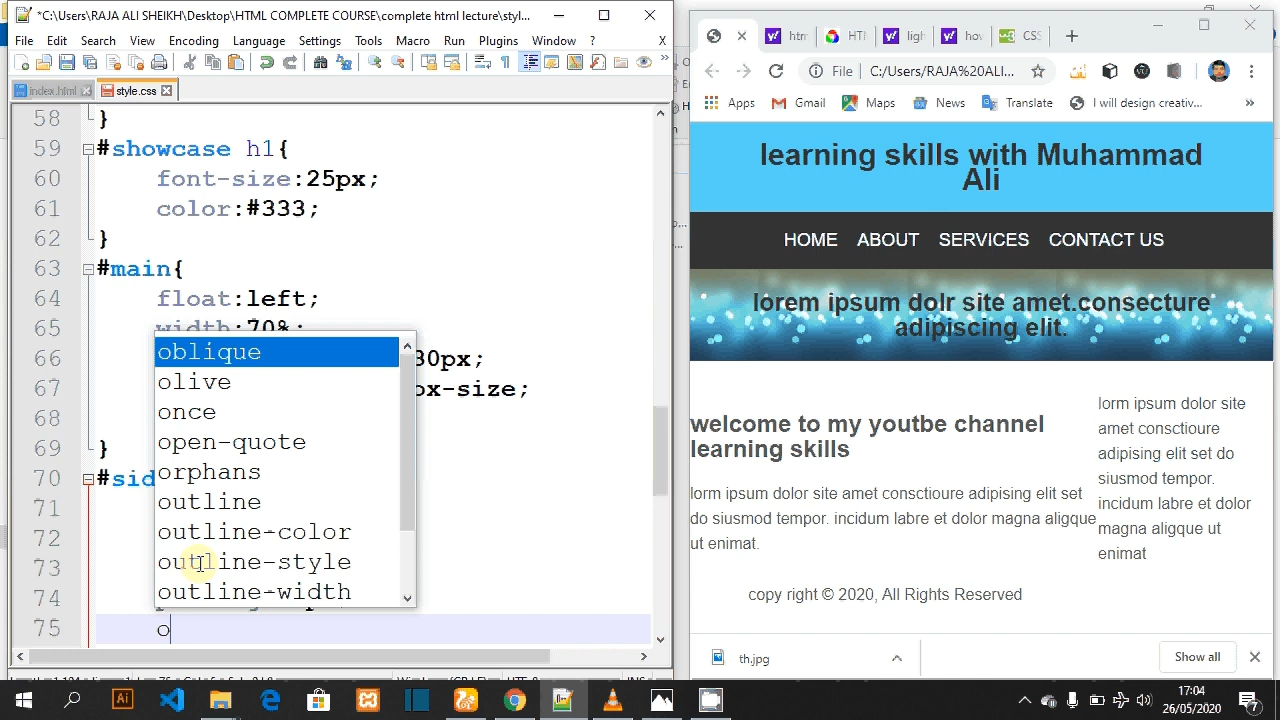 *C:\Users\RAJA ALI SHEIKH\Desktop\HTML COMPLETE COURSE\complete html lecture\styl...
File Edit Search View Encoding Language Settings Tools Macro Run Plugins Window ? X
index.html style.css
58 }
59 #showcase h1{
60 font-size:25px;
61 color:#333;
62 }
63 #main{
64 float:left;
65 width:70%;
66 30px;
67 ox-size;
68
69 }
70 #sid
71
72
73
74
75 o
oblique
olive
once
open-quote
orphans
outline
outline-color
outline-style
outline-width
htm HTI ligh hov CSS
File C:/Users/RAJA%20ALI...
Apps Gmail Maps News Translate I will design creativ... »
learning skills with Muhammad
Ali
HOME ABOUT SERVICES CONTACT US
lorem ipsum dolr site amet.consecture
adipiscing elit.
welcome to my youtbe channel
learning skills
lorm ipsum dolor site amet consctioure adipising elit set
do siusmod tempor. incidum labre et dolor magna aligque
ut enimat.
lorm ipsum dolor site
amet consctioure
adipising elit set do
siusmod tempor.
incidum labre et dolor
magna aligque ut
enimat
copy right © 2020, All Rights Reserved
th.jpg Show all
Ai 17:04
26/05/2020